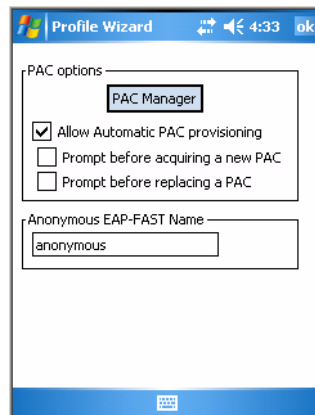 Profile Wizard 4:33 ok
PAC options
PAC Manager
Allow Automatic PAC provisioning
Prompt before acquiring a new PAC
Prompt before replacing a PAC
Anonymous EAP-FAST Name
anonymous